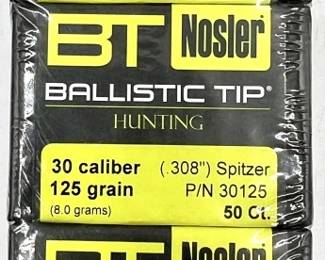 BT Nosler®
BALLISTIC TIP®
HUNTING
30 caliber (.308") Spitzer
125 grain P/N 30125
(8.0 grams) 50 Ct.
BT Nosler